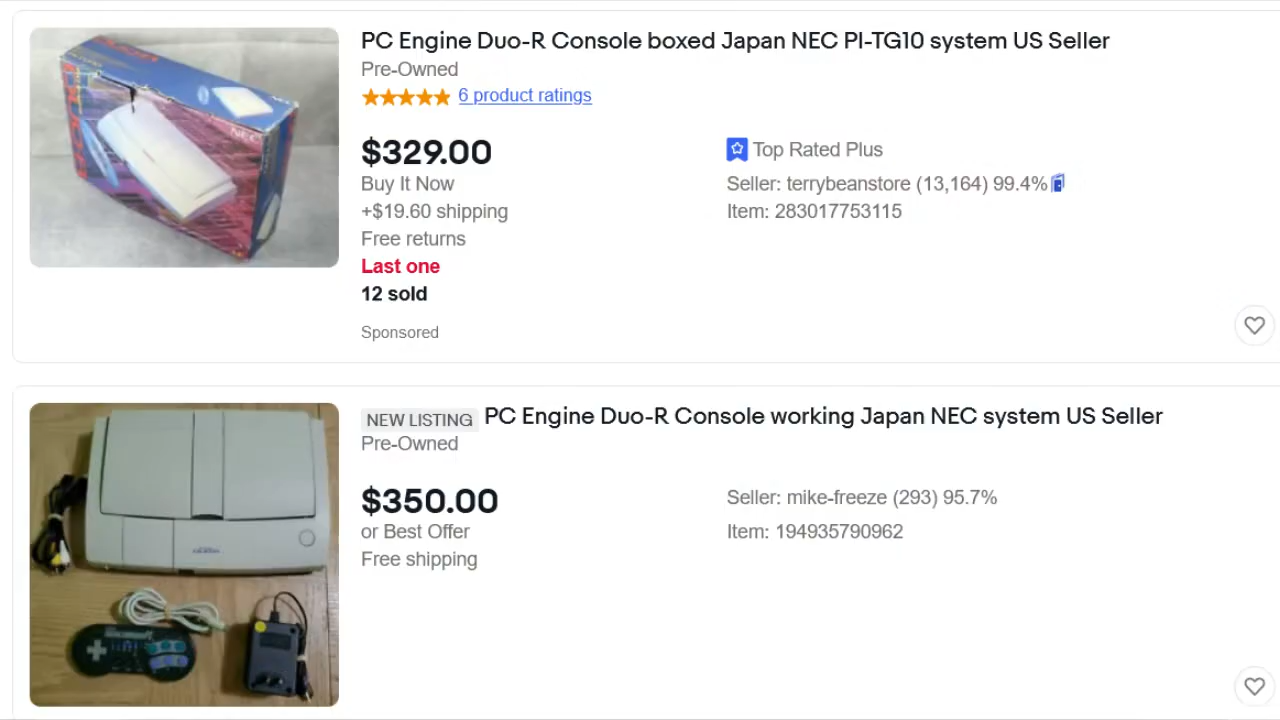 PC Engine Duo-R Console boxed Japan NEC PI-TG10 system US Seller
Pre-Owned
6 product ratings
$329.00
Buy It Now
+$19.60 shipping
Free returns
Last one
12 sold
Sponsored
Top Rated Plus
Seller: terrybeanstore (13,164) 99.4%
Item: 283017753115
NEC
NEW LISTING PC Engine Duo-R Console working Japan NEC system US Seller
Pre-Owned
$350.00
or Best Offer
Free shipping
Seller: mike-freeze (293) 95.7%
Item: 194935790962